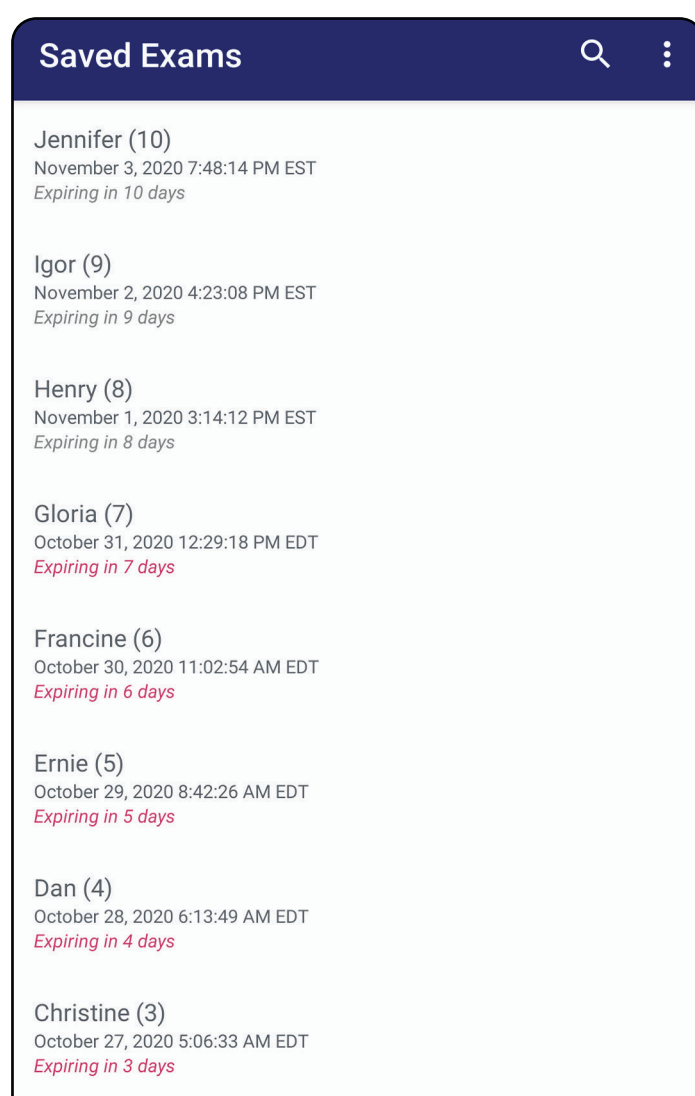 Saved Exams
Jennifer (10)
November 3, 2020 7:48:14 PM EST
Expiring in 10 days
Igor (9)
November 2, 2020 4:23:08 PM EST
Expiring in 9 days
Henry (8)
November 1, 2020 3:14:12 PM EST
Expiring in 8 days
Gloria (7)
October 31, 2020 12:29:18 PM EDT
Expiring in 7 days
Francine (6)
October 30, 2020 11:02:54 AM EDT
Expiring in 6 days
Ernie (5)
October 29, 2020 8:42:26 AM EDT
Expiring in 5 days
Dan (4)
October 28, 2020 6:13:49 AM EDT
Expiring in 4 days
Christine (3)
October 27, 2020 5:06:33 AM EDT
Expiring in 3 days